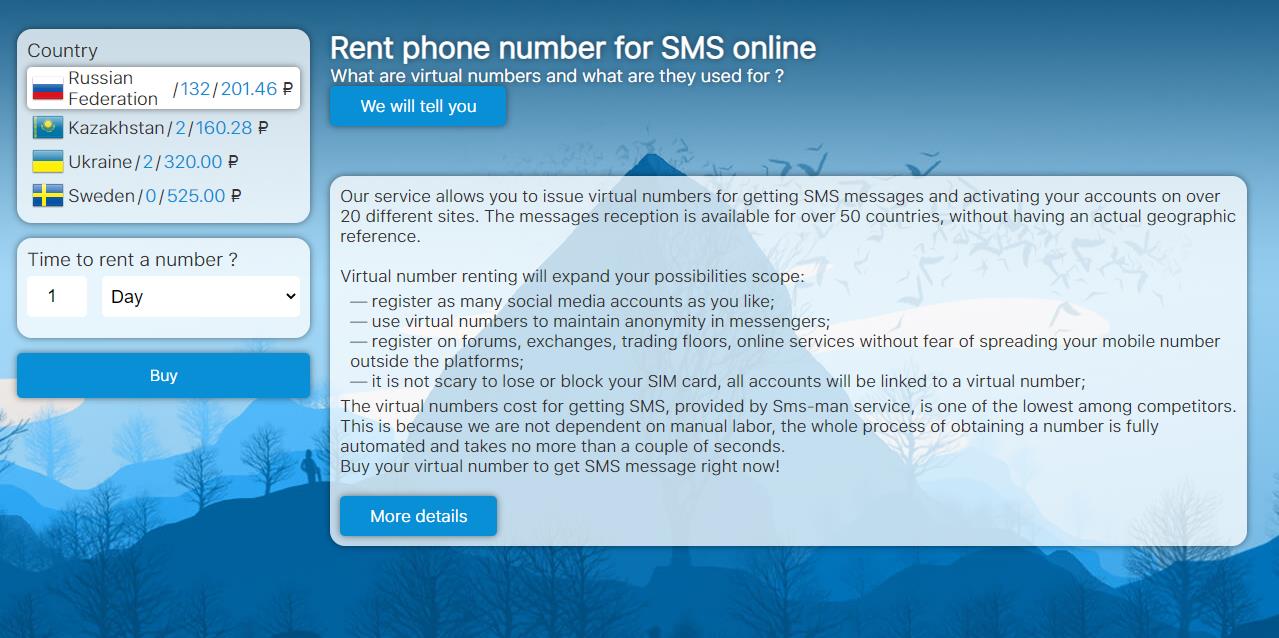 Country
Russian
Federation /132/201.46 ₽
Kazakhstan/2/160.28 ₽
Ukraine/2/320.00 ₽
Sweden/0/525.00 ₽
Time to rent a number ?
1 Day
Buy
Rent phone number for SMS online
What are virtual numbers and what are they used for ?
We will tell you
Our service allows you to issue virtual numbers for getting SMS messages and activating your accounts on over
20 different sites. The messages reception is available for over 50 countries, without having an actual geographic
reference.
Virtual number renting will expand your possibilities scope:
— register as many social media accounts as you like;
— use virtual numbers to maintain anonymity in messengers;
— register on forums, exchanges, trading floors, online services without fear of spreading your mobile number
outside the platforms;
— it is not scary to lose or block your SIM card, all accounts will be linked to a virtual number;
The virtual numbers cost for getting SMS, provided by Sms-man service, is one of the lowest among competitors.
This is because we are not dependent on manual labor, the whole process of obtaining a number is fully
automated and takes no more than a couple of seconds.
Buy your virtual number to get SMS message right now!
More details